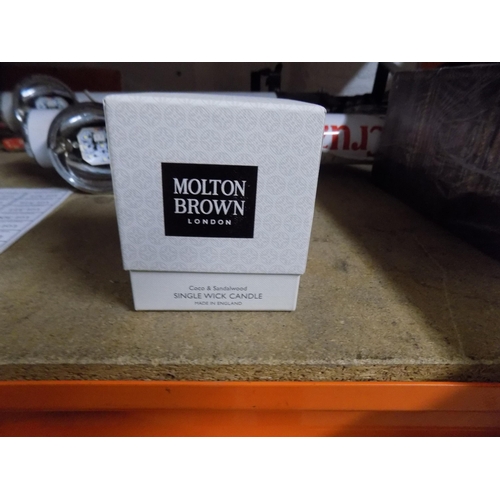 MOLTON
BROWN
LONDON
Coco & Sandalwood
SINGLE WICK CANDLE
MADE IN ENGLAND